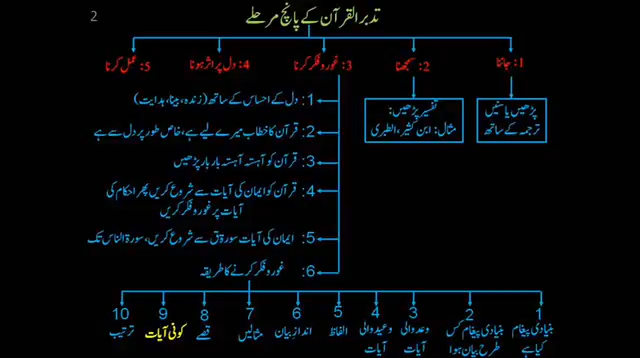 2
تدبر القرآن کے پانچ مرحلے
1: جاننا
2: سمجھنا
3: غور و فکر کرنا
4: دل پر اثر ہونا
5: عمل کرنا
پڑھیں یا سنیں
ترجمہ کے ساتھ
تفسیر پڑھیں:
مثال: ابن کثیر، الطبری
1: دل کے احساس کے ساتھ (زندہ، بینا، ہدایت)
2: قرآن کا خطاب میرے لیے ہے، خاص طور پر دل سے ہے
3: قرآن کو آہستہ آہستہ بار بار پڑھیں
4: قرآن کو ایمان کی آیات سے شروع کریں پھر احکام کی
آیات پر غور و فکر کریں
5: ایمان کی آیات سورۃ ق سے شروع کریں، سورۃ الناس تک
6: غور و فکر کرنے کا طریقہ
1
بنیادی پیغام
کیا ہے
2
بنیادی پیغام کس
طرح بیان ہوا
3
وعد والی
آیات
4
وعید والی
آیات
5
الفاظ
6
انداز بیان
7
مثالیں
8
قصے
9
کونی آیات
10
ترتیب